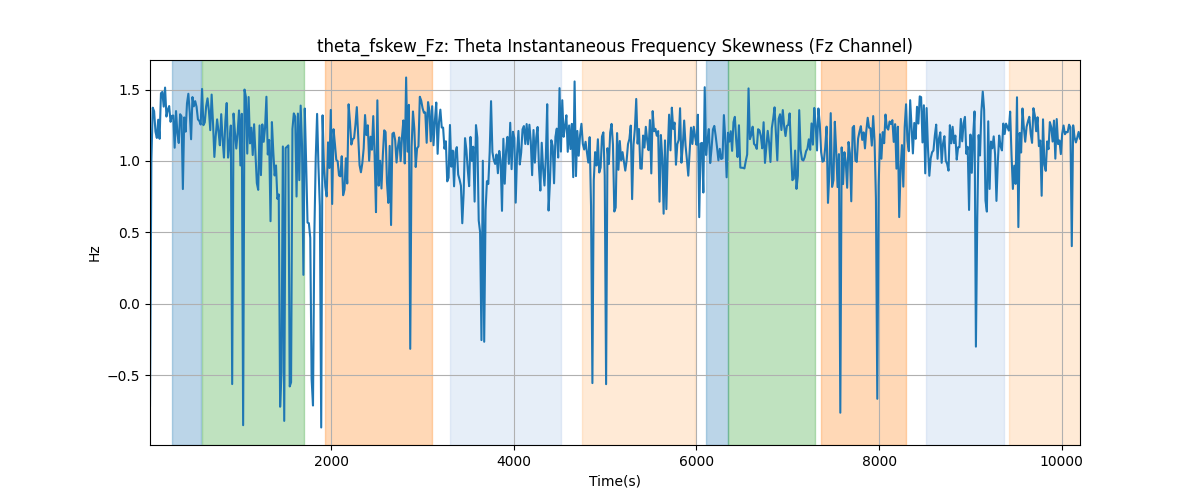 theta_fskew_Fz: Theta Instantaneous Frequency Skewness (Fz Channel)
1.5
1.0
0.5
0.0
−0.5
Hz
2000 4000 6000 8000 10000
Time(s)